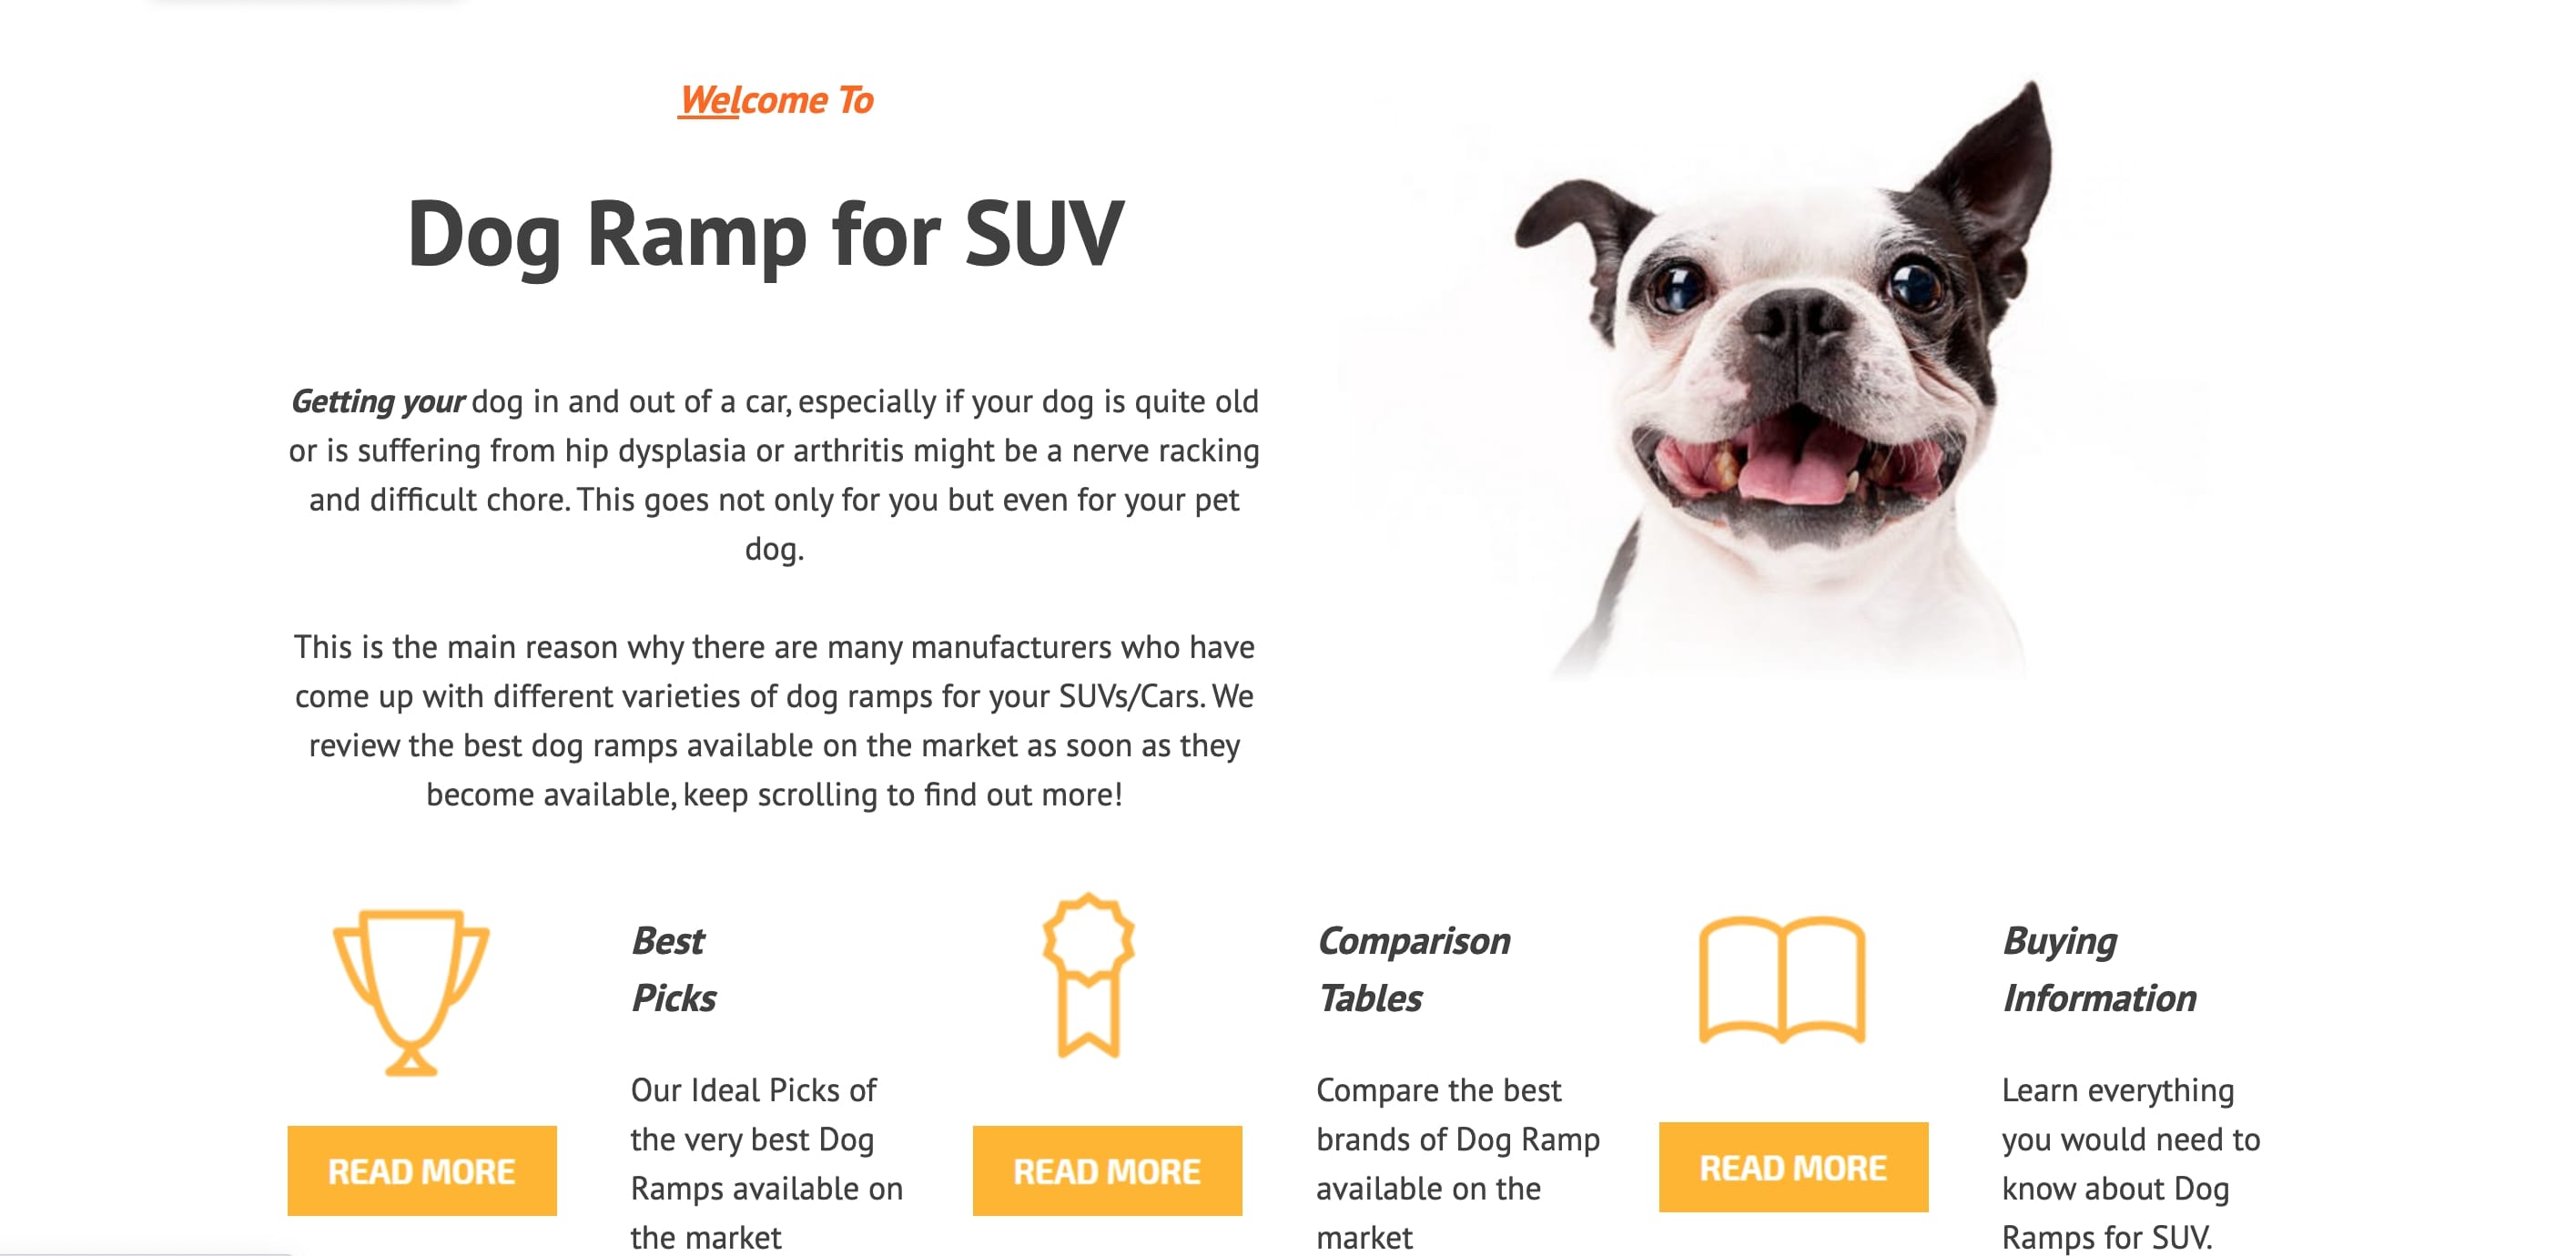 Welcome To
Dog Ramp for SUV
Getting your dog in and out of a car, especially if your dog is quite old
or is suffering from hip dysplasia or arthritis might be a nerve racking
and difficult chore. This goes not only for you but even for your pet
dog.
This is the main reason why there are many manufacturers who have
come up with different varieties of dog ramps for your SUVs/Cars. We
review the best dog ramps available on the market as soon as they
become available, keep scrolling to find out more!
Best
Picks
Our Ideal Picks of
the very best Dog
Ramps available on
the market
READ MORE
Comparison
Tables
Compare the best
brands of Dog Ramp
available on the
market
READ MORE
Buying
Information
Learn everything
you would need to
know about Dog
Ramps for SUV.
READ MORE